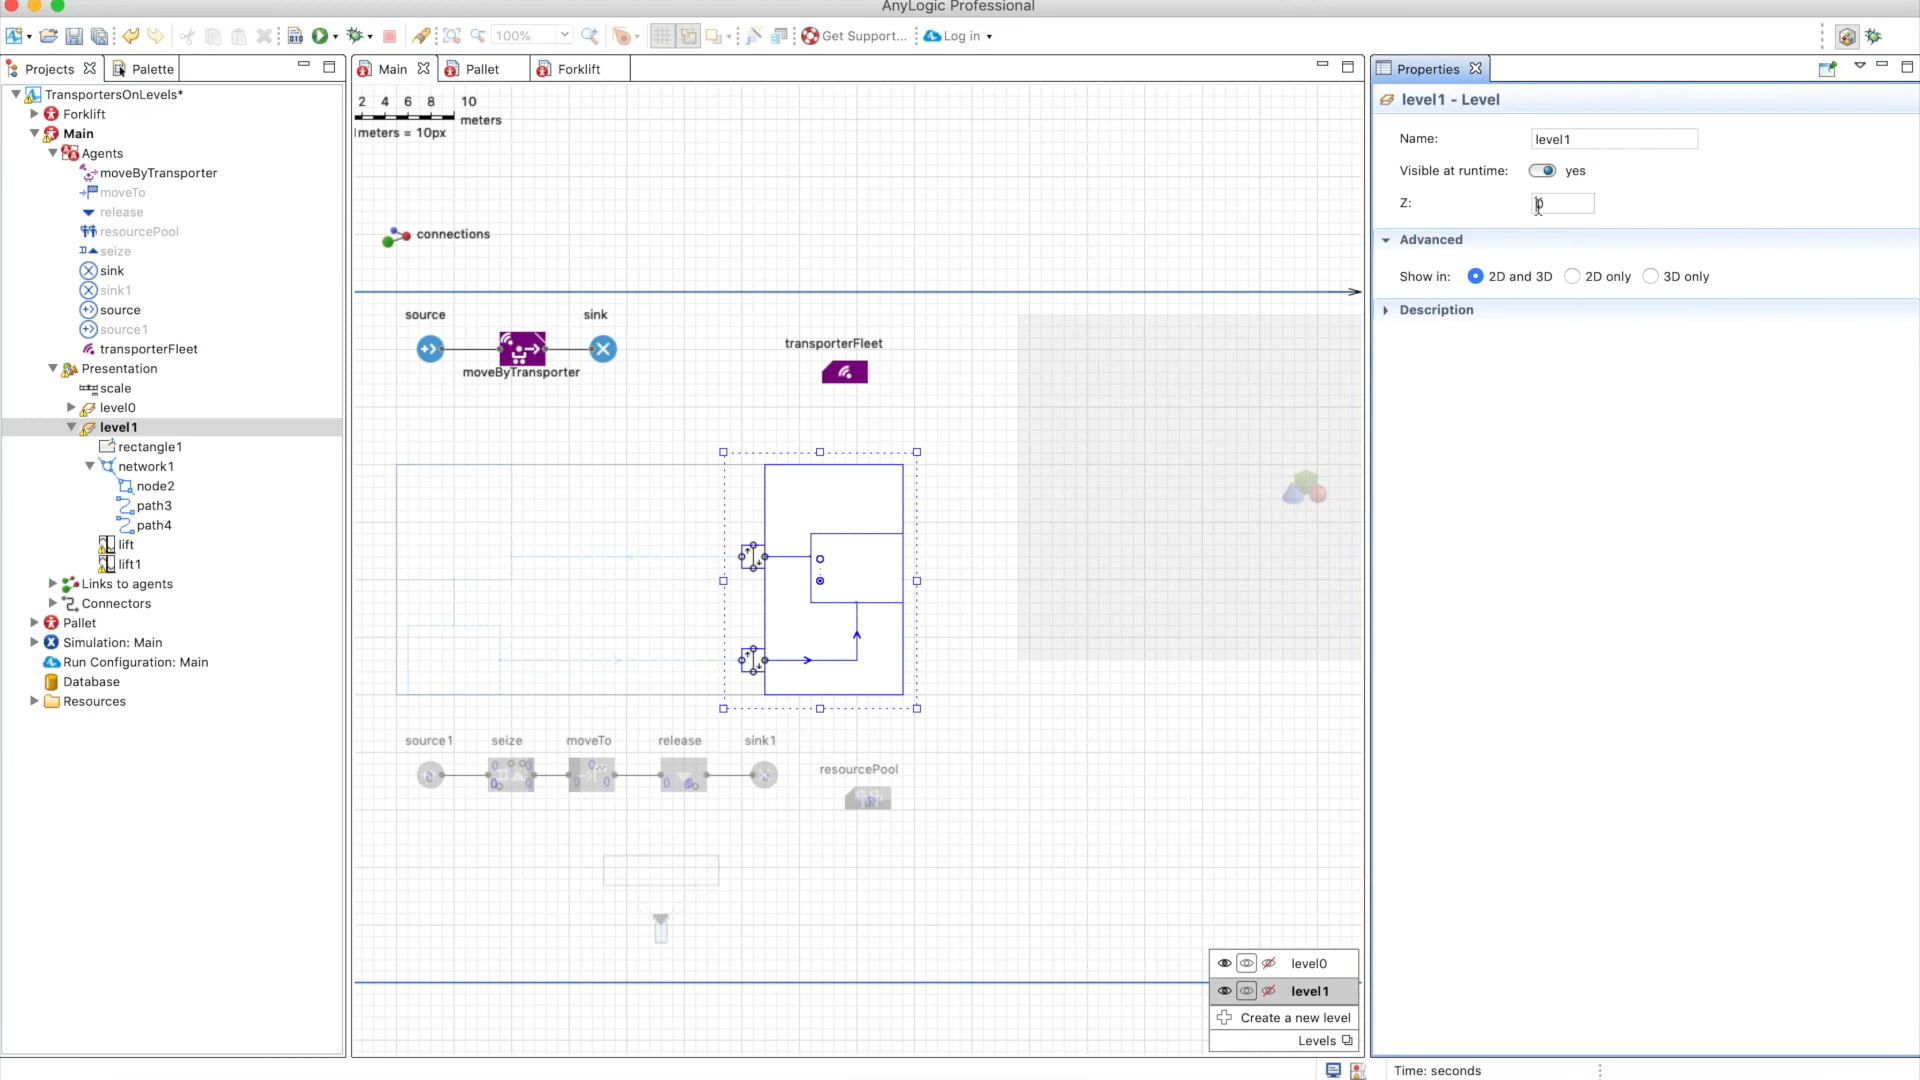 AnyLogic Professional
100%
Get Support...
Log in
Projects
Palette
TransportersOnLevels*
Forklift
Main
Agents
moveByTransporter
moveTo
release
resourcePool
seize
sink
sink1
source
source1
transporterFleet
Presentation
scale
level0
level1
rectangle1
network1
node2
path3
path4
lift
lift1
Links to agents
Connectors
Pallet
Simulation: Main
Run Configuration: Main
Database
Resources
Main
Pallet
Forklift
2 4 6 8 10
meters
meters = 10px
connections
source
sink
moveByTransporter
transporterFleet
source1
seize
moveTo
release
sink1
resourcePool
level0
level1
Create a new level
Levels
Properties
level1 - Level
Name:
level1
Visible at runtime:
yes
Z:
Advanced
Show in:
2D and 3D
2D only
3D only
Description
Time: seconds